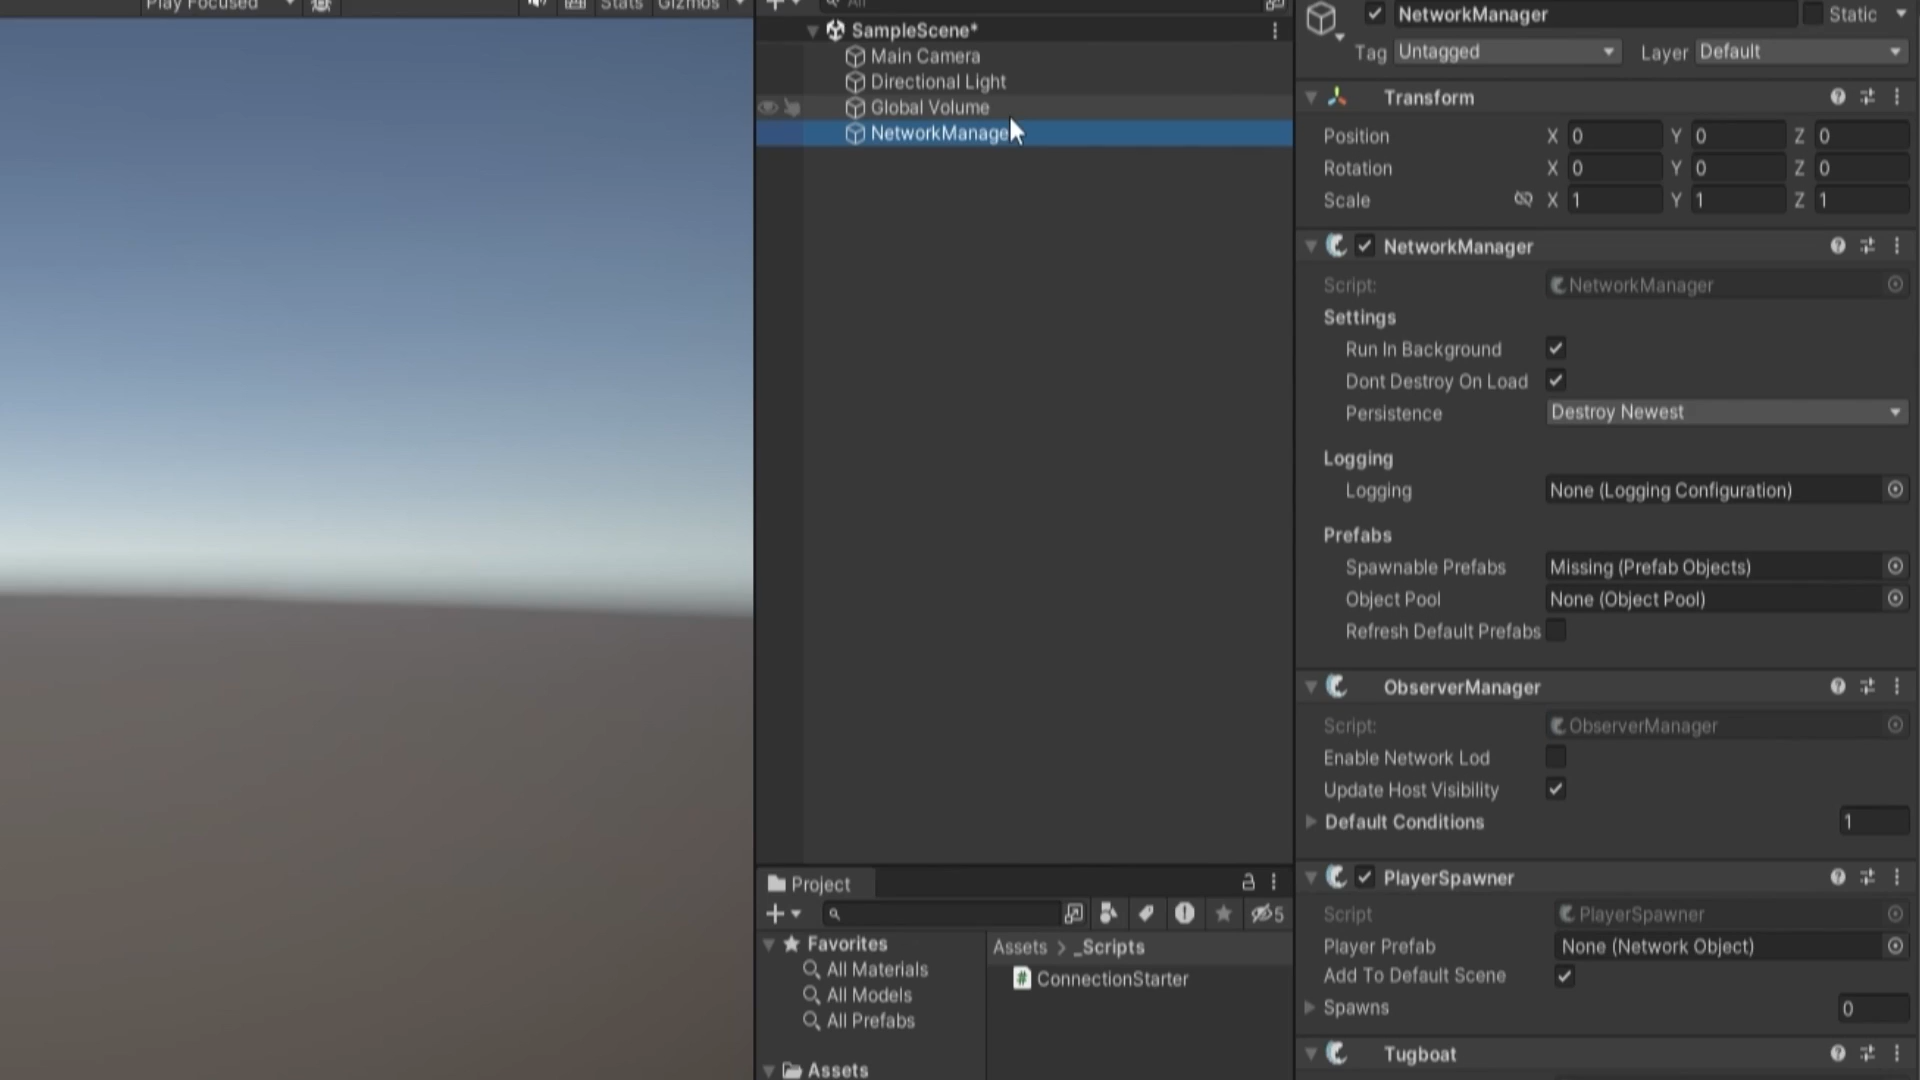 Play Focused
Stats
Gizmos
All
SampleScene*
Main Camera
Directional Light
Global Volume
NetworkManage
Project
5
Favorites
All Materials
All Models
All Prefabs
Assets
Assets > _Scripts
ConnectionStarter
NetworkManager
Static
Tag Untagged
Layer Default
Transform
Position X 0 Y 0 Z 0
Rotation X 0 Y 0 Z 0
Scale X 1 Y 1 Z 1
NetworkManager
Script: NetworkManager
Settings
Run In Background
Dont Destroy On Load
Persistence Destroy Newest
Logging
Logging None (Logging Configuration)
Prefabs
Spawnable Prefabs Missing (Prefab Objects)
Object Pool None (Object Pool)
Refresh Default Prefabs
ObserverManager
Script: ObserverManager
Enable Network Lod
Update Host Visibility
Default Conditions 1
PlayerSpawner
Script PlayerSpawner
Player Prefab None (Network Object)
Add To Default Scene
Spawns 0
Tugboat